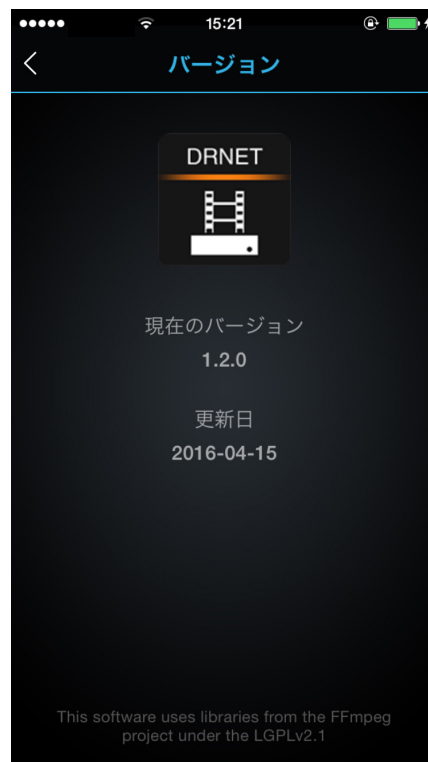 15:21
バージョン
DRNET
現在のバージョン
1.2.0
更新日
2016-04-15
This software uses libraries from the FFmpeg
project under the LGPLv2.1